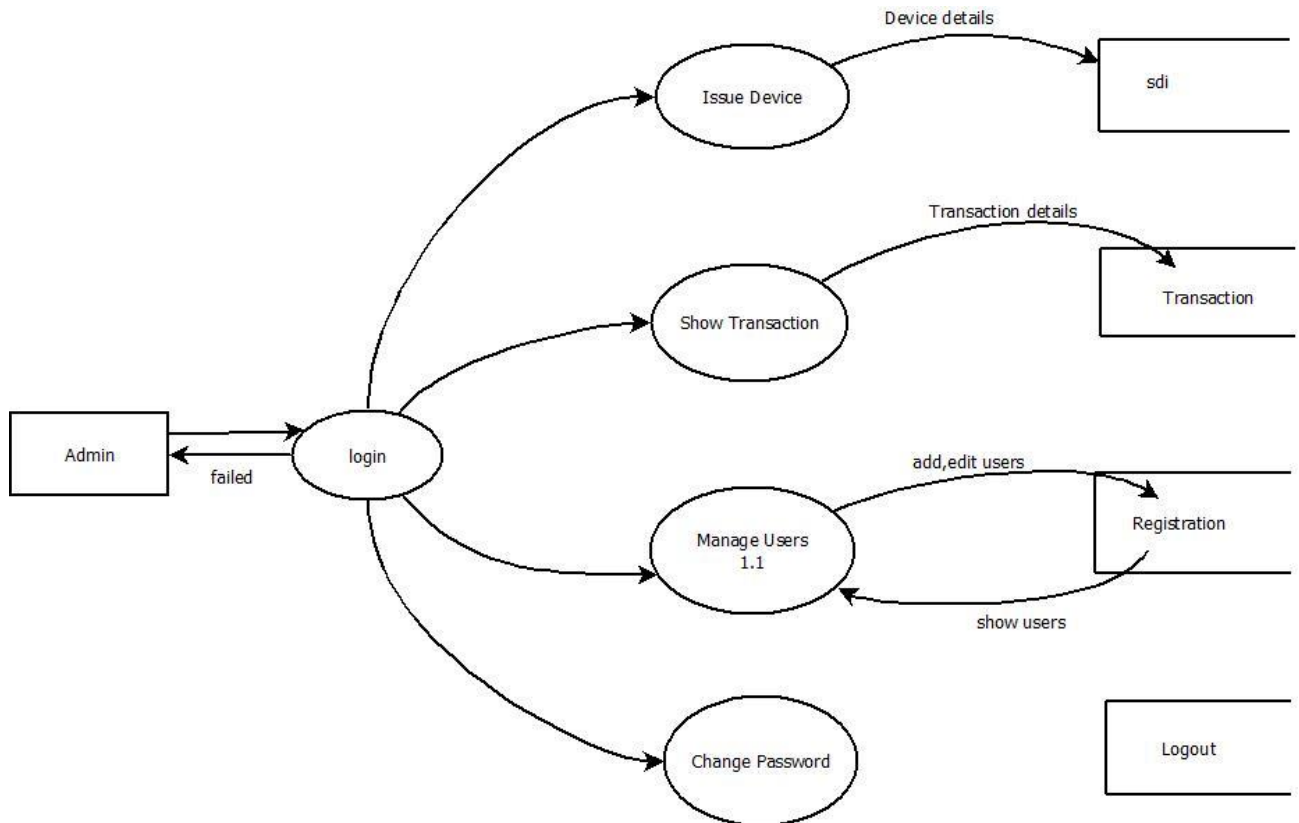 Device details
Issue Device
sdi
Transaction details
Show Transaction
Transaction
Admin
login
failed
add,edit users
Manage Users
1.1
Registration
show users
Change Password
Logout